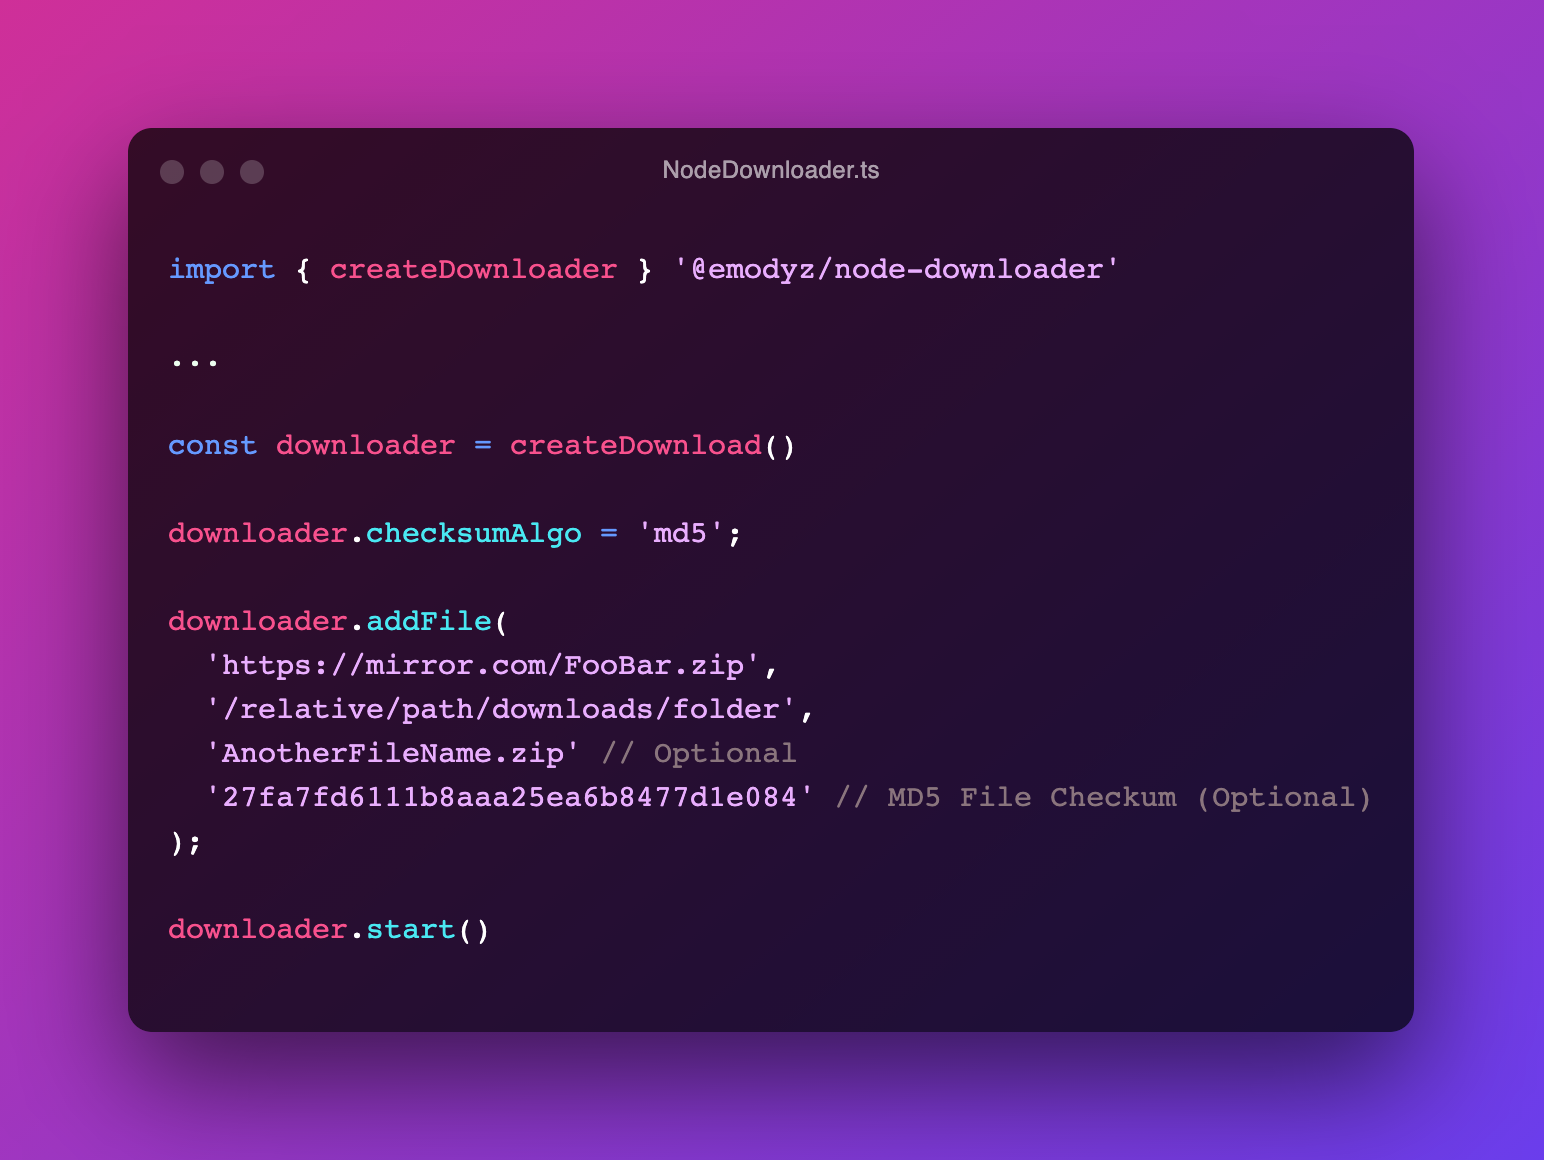 NodeDownloader.ts
import { createDownloader } '@emodyz/node-downloader'
...
const downloader = createDownload()
downloader.checksumAlgo = 'md5';
downloader.addFile(
'https://mirror.com/FooBar.zip',
'/relative/path/downloads/folder',
'AnotherFileName.zip' // Optional
'27fa7fd6111b8aaa25ea6b8477d1e084' // MD5 File Checkum (Optional)
);
downloader.start()